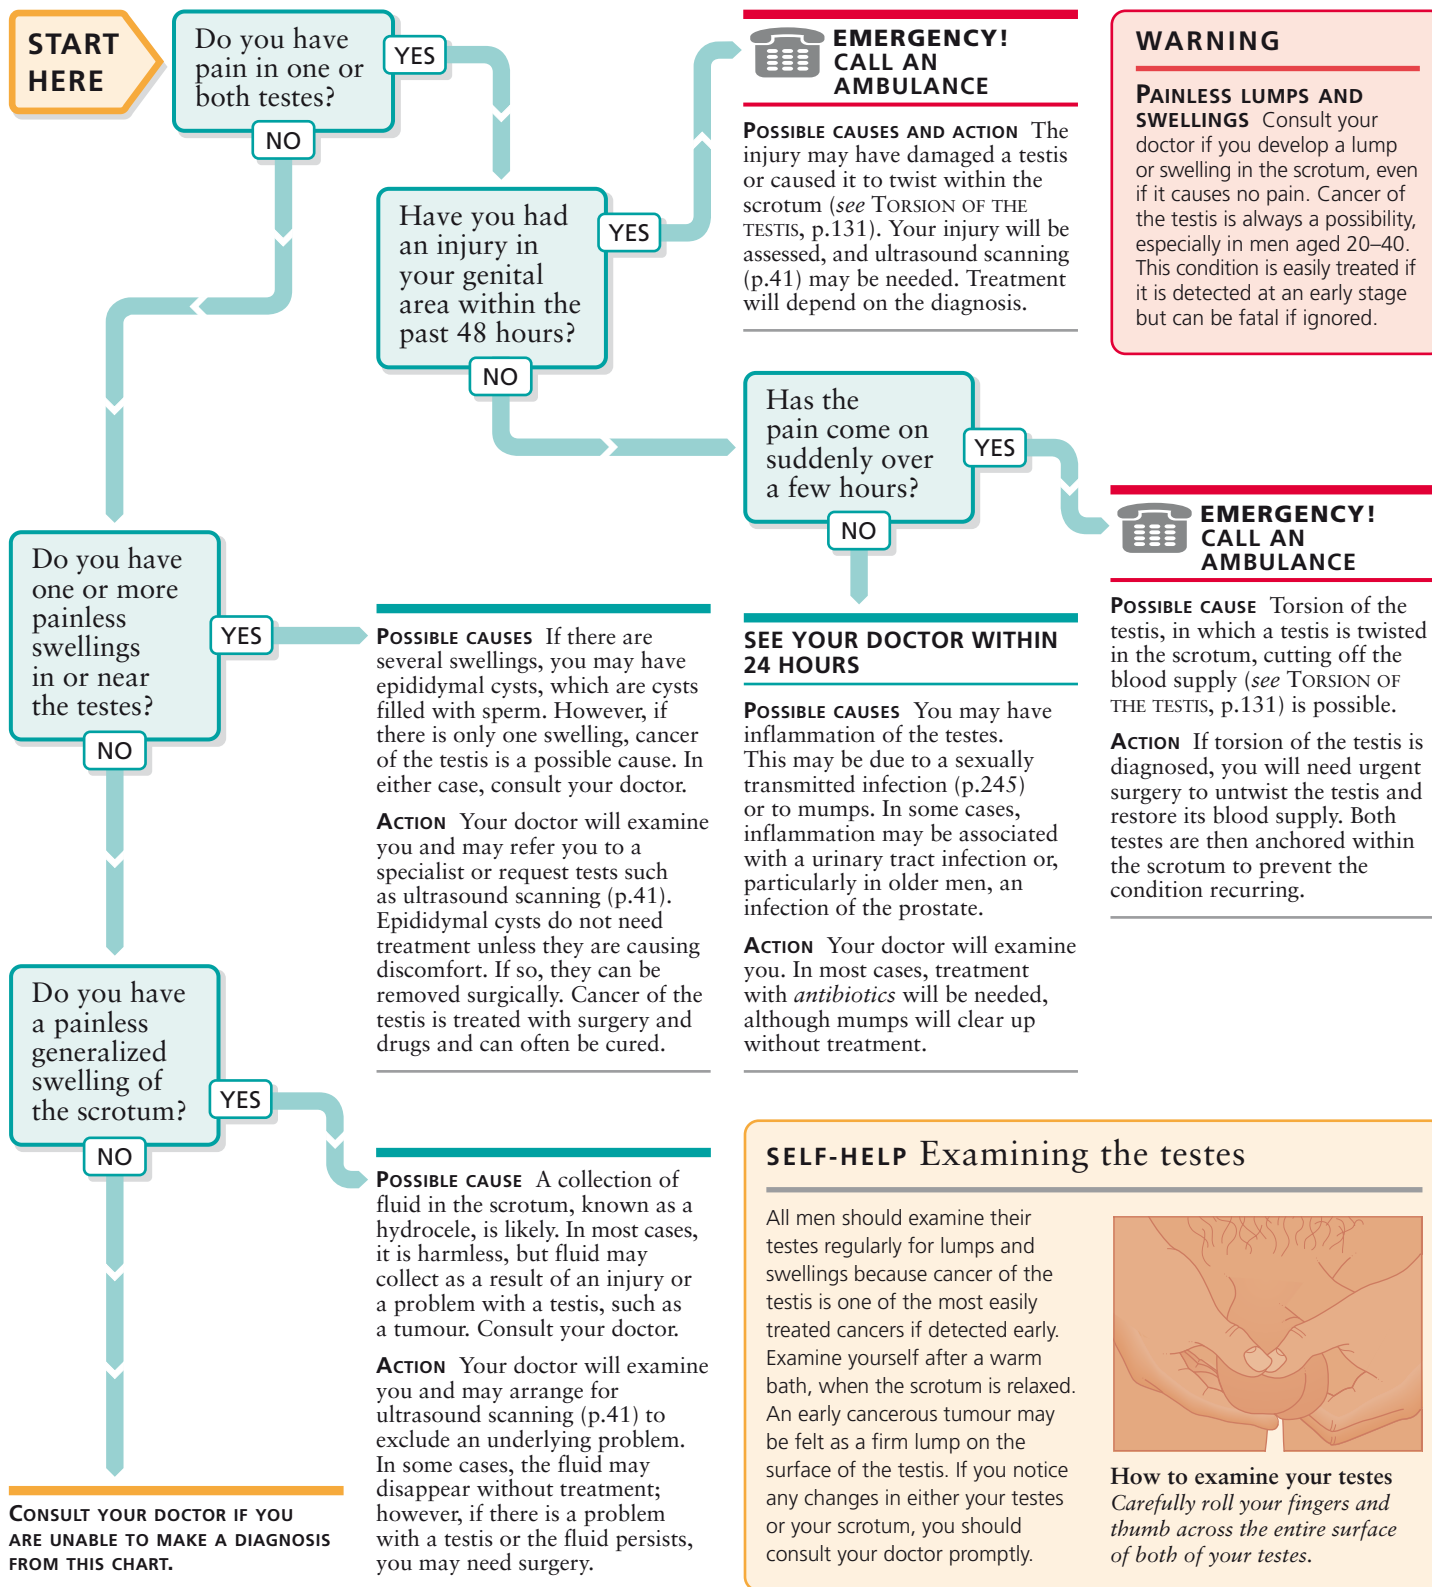 START
HERE
Do you have
pain in one or
both testes?
YES
NO
Have you had
an injury in
your genital
area within the
past 48 hours?
YES
NO
EMERGENCY!
CALL AN
AMBULANCE
POSSIBLE CAUSES AND ACTION The
injury may have damaged a testis
or caused it to twist within the
scrotum (see TORSION OF THE
TESTIS, p.131). Your injury will be
assessed, and ultrasound scanning
(p.41) may be needed. Treatment
will depend on the diagnosis.
WARNING
PAINLESS LUMPS AND
SWELLINGS Consult your
doctor if you develop a lump
or swelling in the scrotum, even
if it causes no pain. Cancer of
the testis is always a possibility,
especially in men aged 20–40.
This condition is easily treated if
it is detected at an early stage
but can be fatal if ignored.
Has the
pain come on
suddenly over
a few hours?
YES
NO
EMERGENCY!
CALL AN
AMBULANCE
POSSIBLE CAUSE Torsion of the
testis, in which a testis is twisted
in the scrotum, cutting off the
blood supply (see TORSION OF
THE TESTIS, p.131) is possible.
ACTION If torsion of the testis is
diagnosed, you will need urgent
surgery to untwist the testis and
restore its blood supply. Both
testes are then anchored within
the scrotum to prevent the
condition recurring.
SEE YOUR DOCTOR WITHIN
24 HOURS
POSSIBLE CAUSES You may have
inflammation of the testes.
This may be due to a sexually
transmitted infection (p.245)
or to mumps. In some cases,
inflammation may be associated
with a urinary tract infection or,
particularly in older men, an
infection of the prostate.
ACTION Your doctor will examine
you. In most cases, treatment
with antibiotics will be needed,
although mumps will clear up
without treatment.
Do you have
one or more
painless
swellings
in or near
the testes?
YES
NO
POSSIBLE CAUSES If there are
several swellings, you may have
epididymal cysts, which are cysts
filled with sperm. However, if
there is only one swelling, cancer
of the testis is a possible cause. In
either case, consult your doctor.
ACTION Your doctor will examine
you and may refer you to a
specialist or request tests such
as ultrasound scanning (p.41).
Epididymal cysts do not need
treatment unless they are causing
discomfort. If so, they can be
removed surgically. Cancer of the
testis is treated with surgery and
drugs and can often be cured.
Do you have
a painless
generalized
swelling of
the scrotum?
YES
NO
POSSIBLE CAUSE A collection of
fluid in the scrotum, known as a
hydrocele, is likely. In most cases,
it is harmless, but fluid may
collect as a result of an injury or
a problem with a testis, such as
a tumour. Consult your doctor.
ACTION Your doctor will examine
you and may arrange for
ultrasound scanning (p.41) to
exclude an underlying problem.
In some cases, the fluid may
disappear without treatment;
however, if there is a problem
with a testis or the fluid persists,
you may need surgery.
CONSULT YOUR DOCTOR IF YOU
ARE UNABLE TO MAKE A DIAGNOSIS
FROM THIS CHART.
SELF-HELP Examining the testes
All men should examine their
testes regularly for lumps and
swellings because cancer of the
testis is one of the most easily
treated cancers if detected early.
Examine yourself after a warm
bath, when the scrotum is relaxed.
An early cancerous tumour may
be felt as a firm lump on the
surface of the testis. If you notice
any changes in either your testes
or your scrotum, you should
consult your doctor promptly.
How to examine your testes
Carefully roll your fingers and
thumb across the entire surface
of both of your testes.